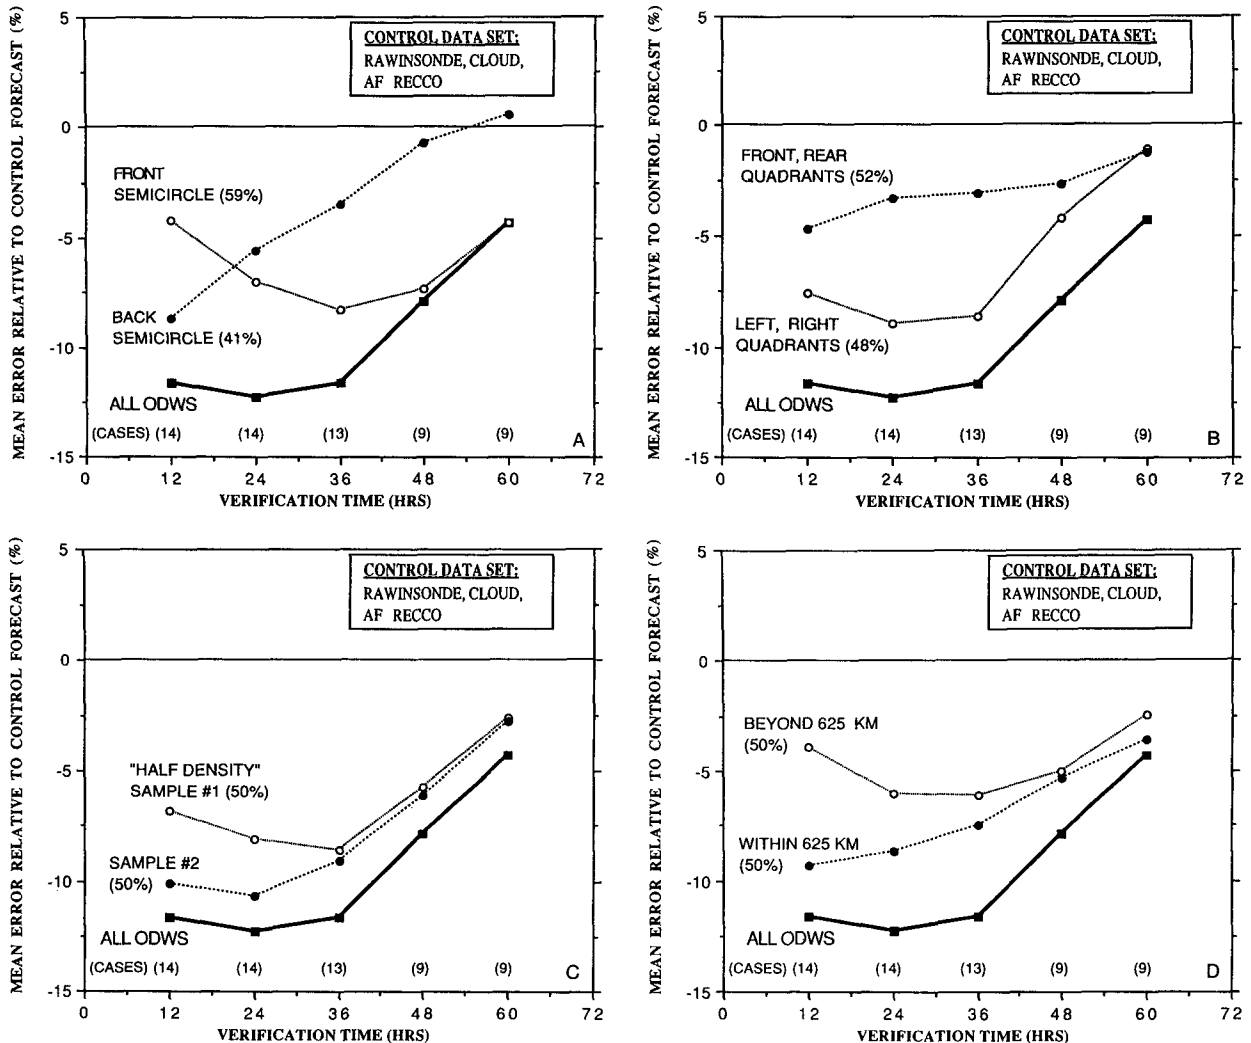 MEAN ERROR RELATIVE TO CONTROL FORECAST (%)
5
0
-5
-10
-15
CONTROL DATA SET:
RAWINSONDE, CLOUD,
AF RECCO
FRONT
SEMICIRCLE (59%)
BACK
SEMICIRCLE (41%)
ALL ODWS
(CASES) (14) (14) (13) (9) (9)
A
0 12 24 36 48 60 72
VERIFICATION TIME (HRS)
MEAN ERROR RELATIVE TO CONTROL FORECAST (%)
5
0
-5
-10
-15
CONTROL DATA SET:
RAWINSONDE, CLOUD,
AF RECCO
FRONT, REAR
QUADRANTS (52%)
LEFT, RIGHT
QUADRANTS (48%)
ALL ODWS
(CASES) (14) (14) (13) (9) (9)
B
0 12 24 36 48 60 72
VERIFICATION TIME (HRS)
MEAN ERROR RELATIVE TO CONTROL FORECAST (%)
5
0
-5
-10
-15
CONTROL DATA SET:
RAWINSONDE, CLOUD,
AF RECCO
"HALF DENSITY"
SAMPLE #1 (50%)
SAMPLE #2
(50%)
ALL ODWS
(CASES) (14) (14) (13) (9) (9)
C
0 12 24 36 48 60 72
VERIFICATION TIME (HRS)
MEAN ERROR RELATIVE TO CONTROL FORECAST (%)
5
0
-5
-10
-15
CONTROL DATA SET:
RAWINSONDE, CLOUD,
AF RECCO
BEYOND 625 KM
(50%)
WITHIN 625 KM
(50%)
ALL ODWS
(CASES) (14) (14) (13) (9) (9)
D
0 12 24 36 48 60 72
VERIFICATION TIME (HRS)